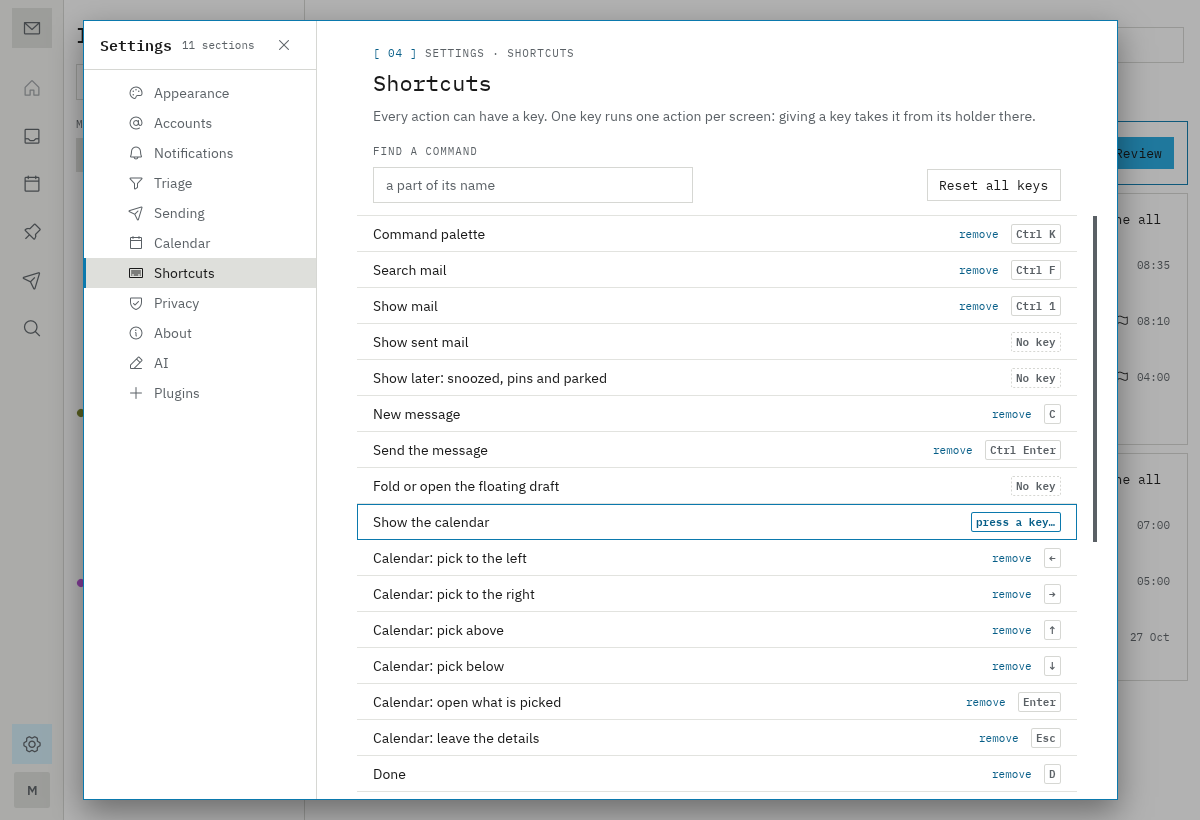 Settings 11 sections
Appearance
Accounts
Notifications
Triage
Sending
Calendar
Shortcuts
Privacy
About
AI
Plugins
[ 04 ] SETTINGS · SHORTCUTS
Shortcuts
Every action can have a key. One key runs one action per screen: giving a key takes it from its holder there.
FIND A COMMAND
a part of its name
Reset all keys
Command palette remove Ctrl K
Search mail remove Ctrl F
Show mail remove Ctrl 1
Show sent mail No key
Show later: snoozed, pins and parked No key
New message remove C
Send the message remove Ctrl Enter
Fold or open the floating draft No key
Show the calendar press a key…
Calendar: pick to the left remove ←
Calendar: pick to the right remove →
Calendar: pick above remove ↑
Calendar: pick below remove ↓
Calendar: open what is picked remove Enter
Calendar: leave the details remove Esc
Done remove D
Review
all
08:35
08:10
04:00
all
07:00
05:00
27 Oct
M